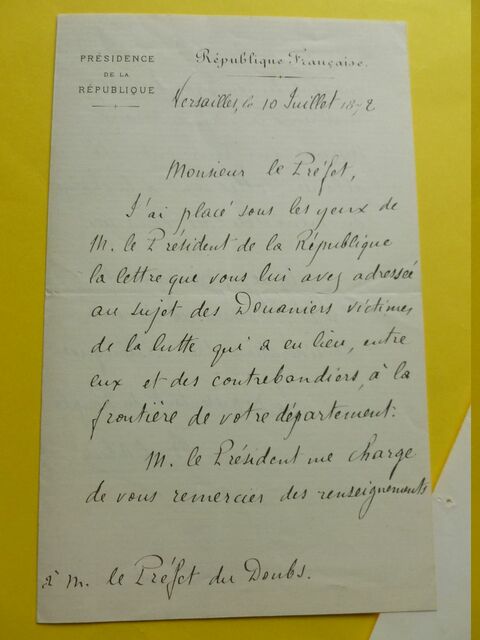 PRÉSIDENCE
DE LA
RÉPUBLIQUE
République Française.
Versailles, le 10 Juillet 1872
Monsieur le Préfet,
J'ai placé sous les yeux de
M. le Président de la République
la lettre que vous lui avez adressée
au sujet des Douaniers victimes
de la lutte qui a eu lieu, entre
eux et des contrebandiers, à la
frontière de votre département.
M. le Président me charge
de vous remercier des renseignements
à M. le Préfet du Doubs.